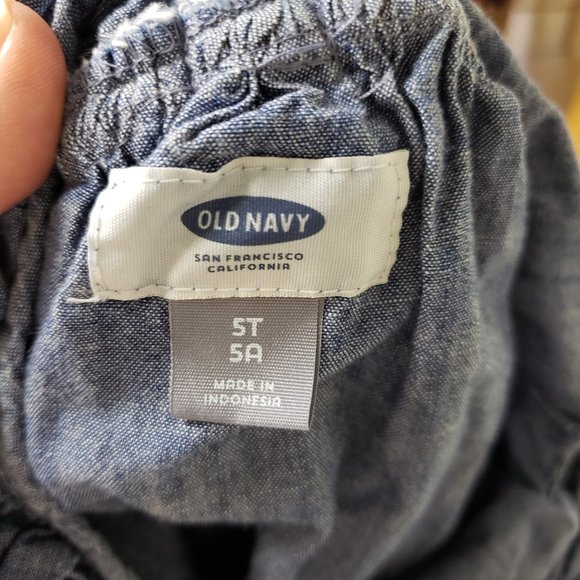 OLD NAVY
SAN FRANCISCO
CALIFORNIA
5T
5A
MADE IN
INDONESIA